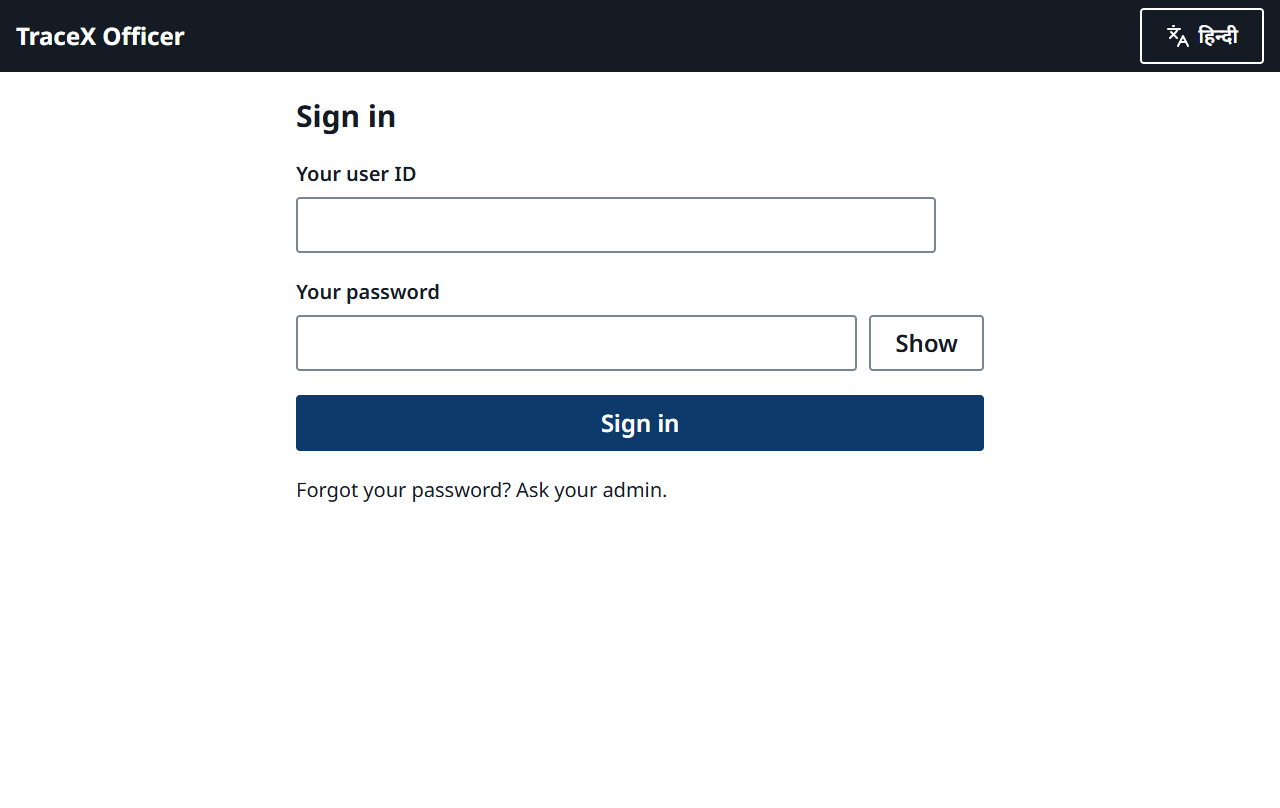 TraceX Officer
हिन्दी
Sign in
Your user ID
Your password
Show
Sign in
Forgot your password? Ask your admin.